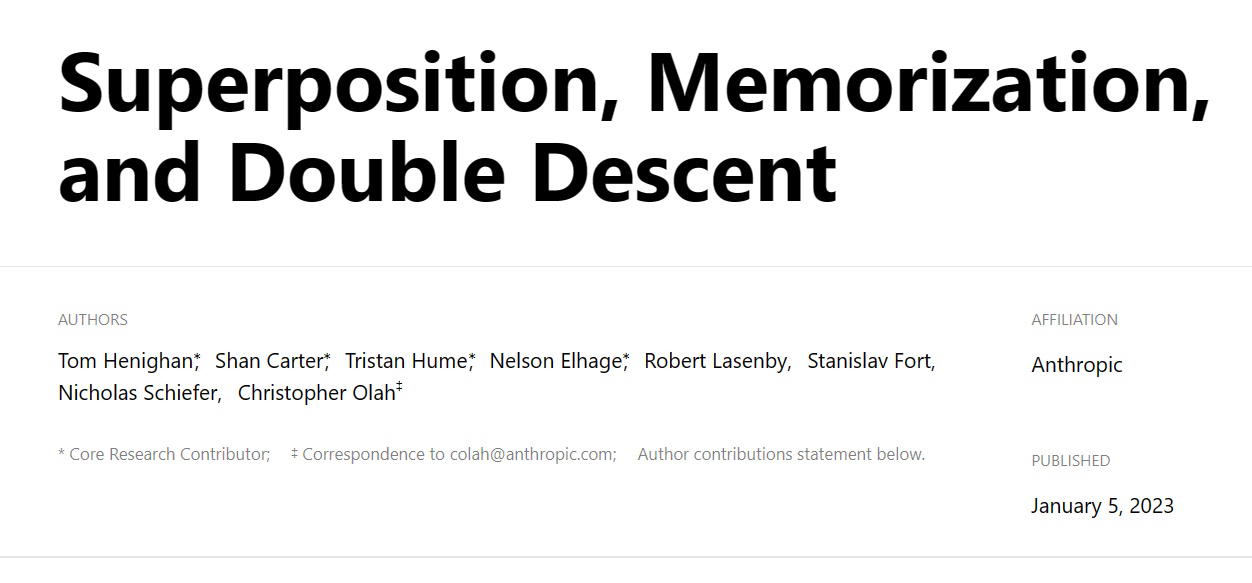 Superposition, Memorization,
and Double Descent
AUTHORS
Tom Henighan*, Shan Carter*, Tristan Hume*, Nelson Elhage*, Robert Lasenby, Stanislav Fort,
Nicholas Schiefer, Christopher Olah‡
* Core Research Contributor; ‡ Correspondence to colah@anthropic.com; Author contributions statement below.
AFFILIATION
Anthropic
PUBLISHED
January 5, 2023